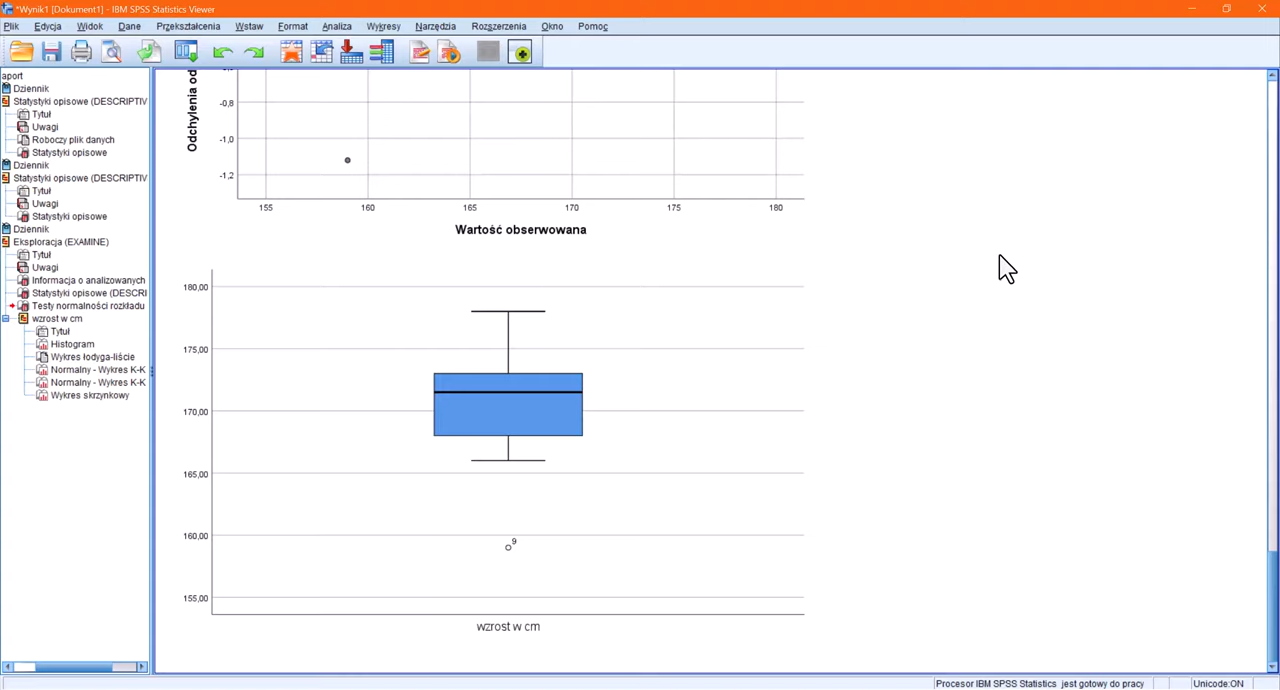 *Wynik1 [Dokument1] - IBM SPSS Statistics Viewer
Plik Edycja Widok Dane Przekształcenia Wstaw Format Analiza Wykresy Narzędzia Rozszerzenia Okno Pomoc
aport
Dziennik
Statystyki opisowe (DESCRIPTIV
Tytuł
Uwagi
Roboczy plik danych
Statystyki opisowe
Dziennik
Statystyki opisowe (DESCRIPTIV
Tytuł
Uwagi
Statystyki opisowe
Dziennik
Eksploracja (EXAMINE)
Tytuł
Uwagi
Informacja o analizowanych
Statystyki opisowe (DESCRI
Testy normalności rozkładu
wzrost w cm
Tytuł
Histogram
Wykres łodyga-liście
Normalny - Wykres K-K
Normalny - Wykres K-K
Wykres skrzynkowy
Odchylenia od
-0,8
-1,0
-1,2
155 160 165 170 175 180
Wartość obserwowana
180,00
175,00
170,00
165,00
160,00
155,00
9
wzrost w cm
Procesor IBM SPSS Statistics jest gotowy do pracy Unicode:ON